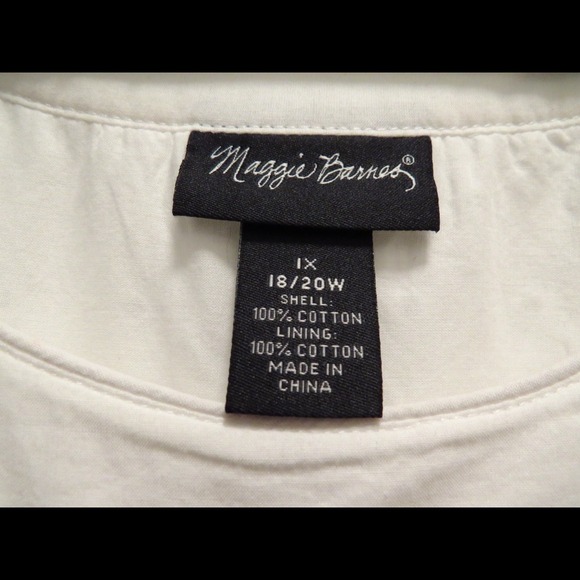 Maggie Barnes®
1X
18/20W
SHELL:
100% COTTON
LINING:
100% COTTON
MADE IN
CHINA